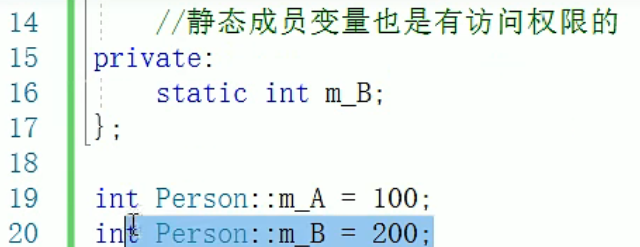 14 //静态成员变量也是有访问权限的
15 private:
16 static int m_B;
17 };
18
19 int Person::m_A = 100;
20 int Person::m_B = 200;